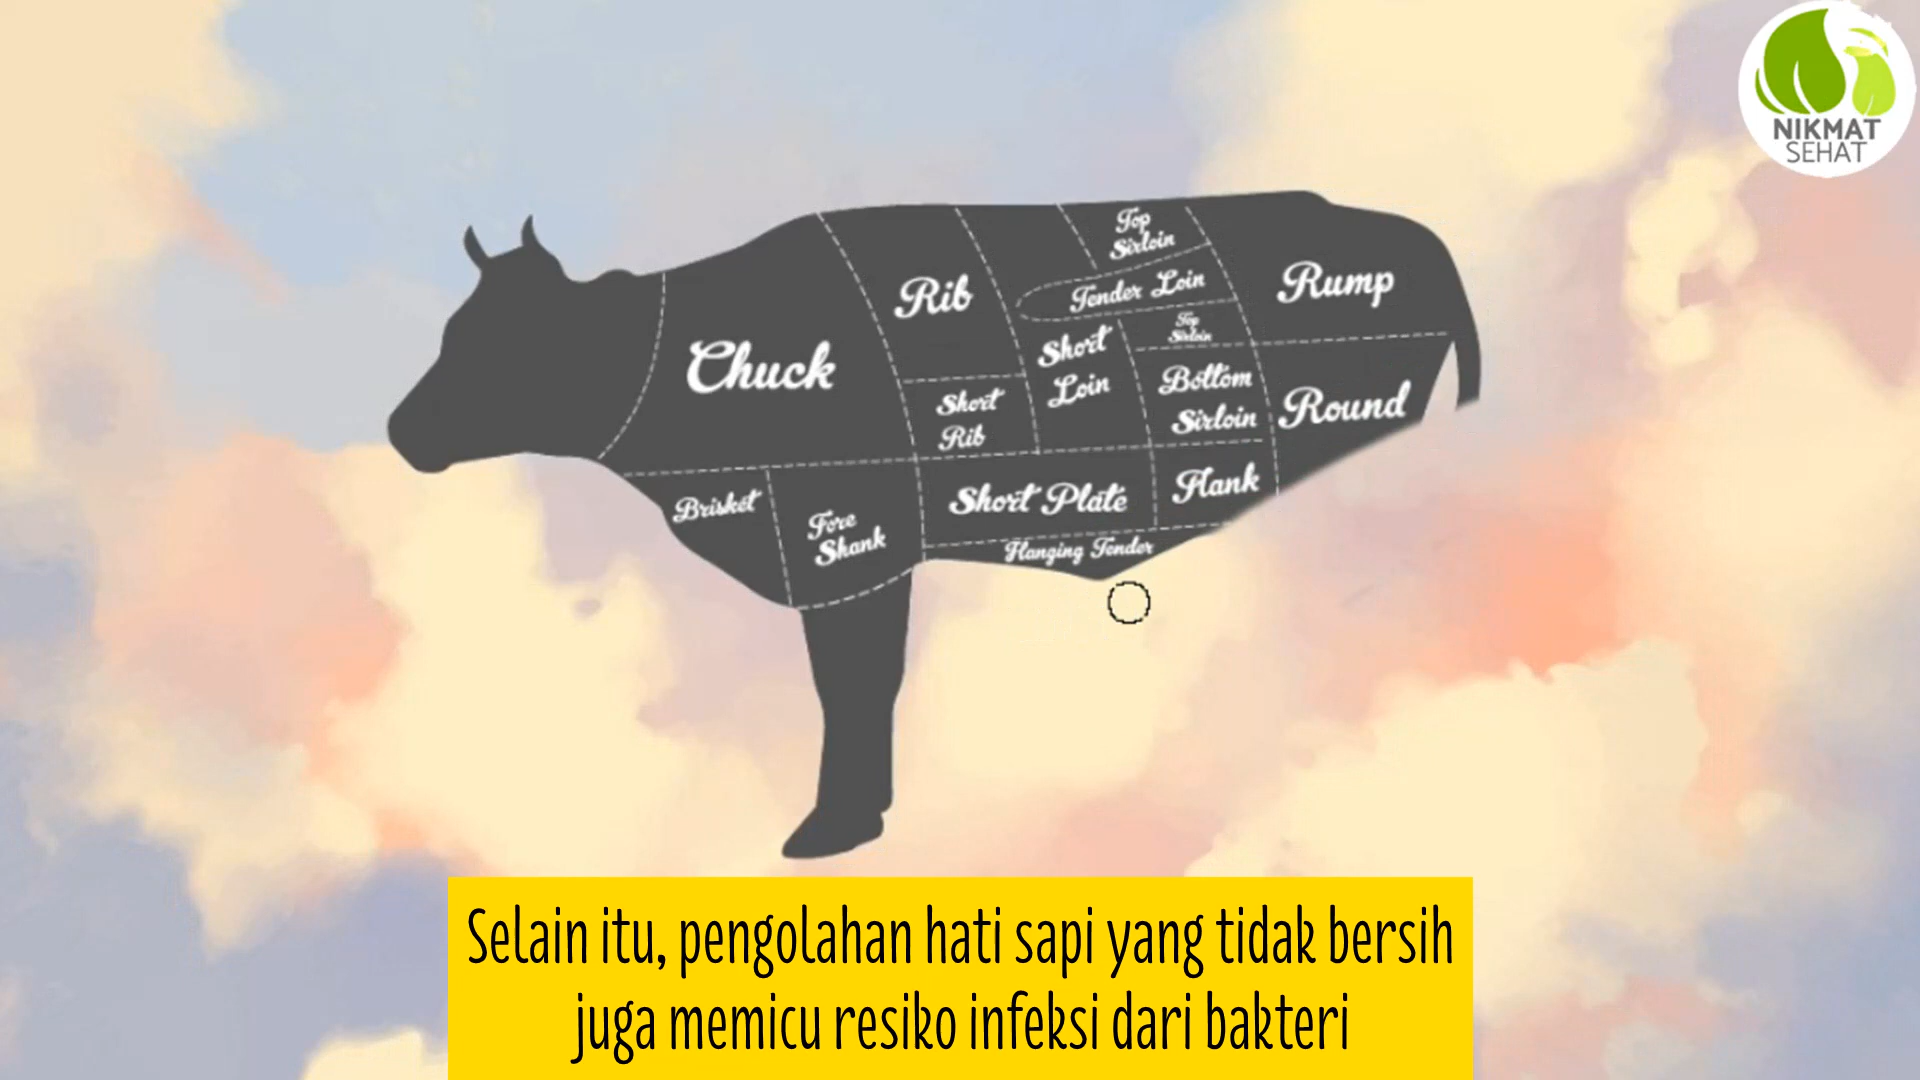 NIKMAT
SEHAT
Top
Sirloin
Rib
Tender Loin
Rump
Chuck
Short
Loin
Top
Sirloin
Bottom
Sirloin
Short
Rib
Round
Brisket
Fore
Shank
Short Plate
Flank
Hanging Tender
Selain itu, pengolahan hati sapi yang tidak bersih
juga memicu resiko infeksi dari bakteri